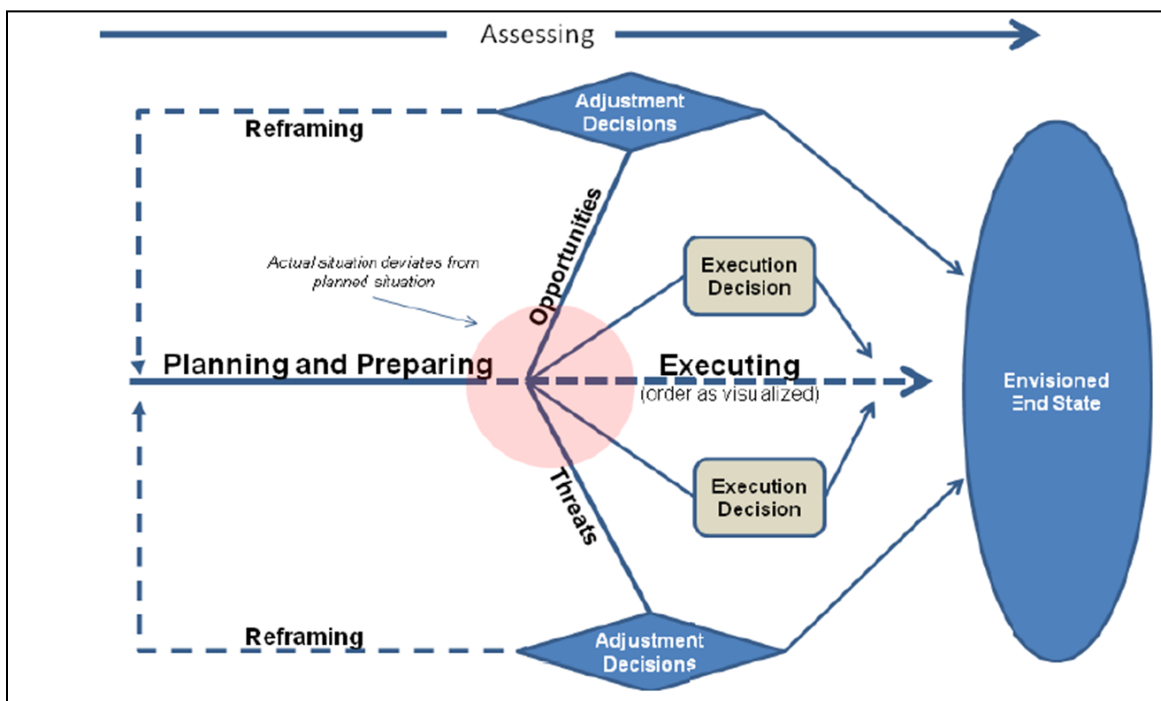 Assessing
Adjustment
Decisions
Reframing
Opportunities
Actual situation deviates from
planned situation
Execution
Decision
Planning and Preparing
Executing
(order as visualized)
Envisioned
End State
Execution
Decision
Threats
Reframing
Adjustment
Decisions